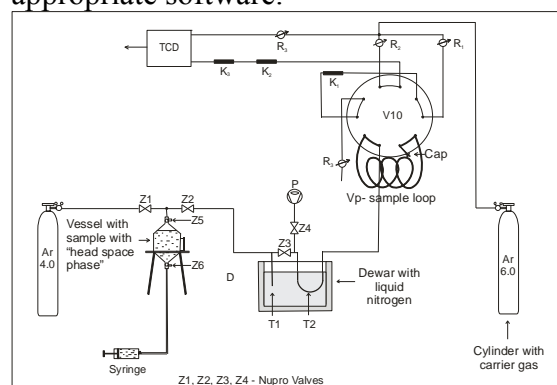 appropriate software.
TCD
R3
R2
R1
K3
K2
K1
V10
R3
Cap
Vp- sample loop
P
Z1
Z2
Z4
Z5
Vessel with
sample with
"head space
phase"
Z3
Ar
4.0
Z6
D
Dewar with
liquid
nitrogen
Ar
6.0
T1
T2
Syringe
Cylinder with
carrier gas
Z1, Z2, Z3, Z4 - Nupro Valves